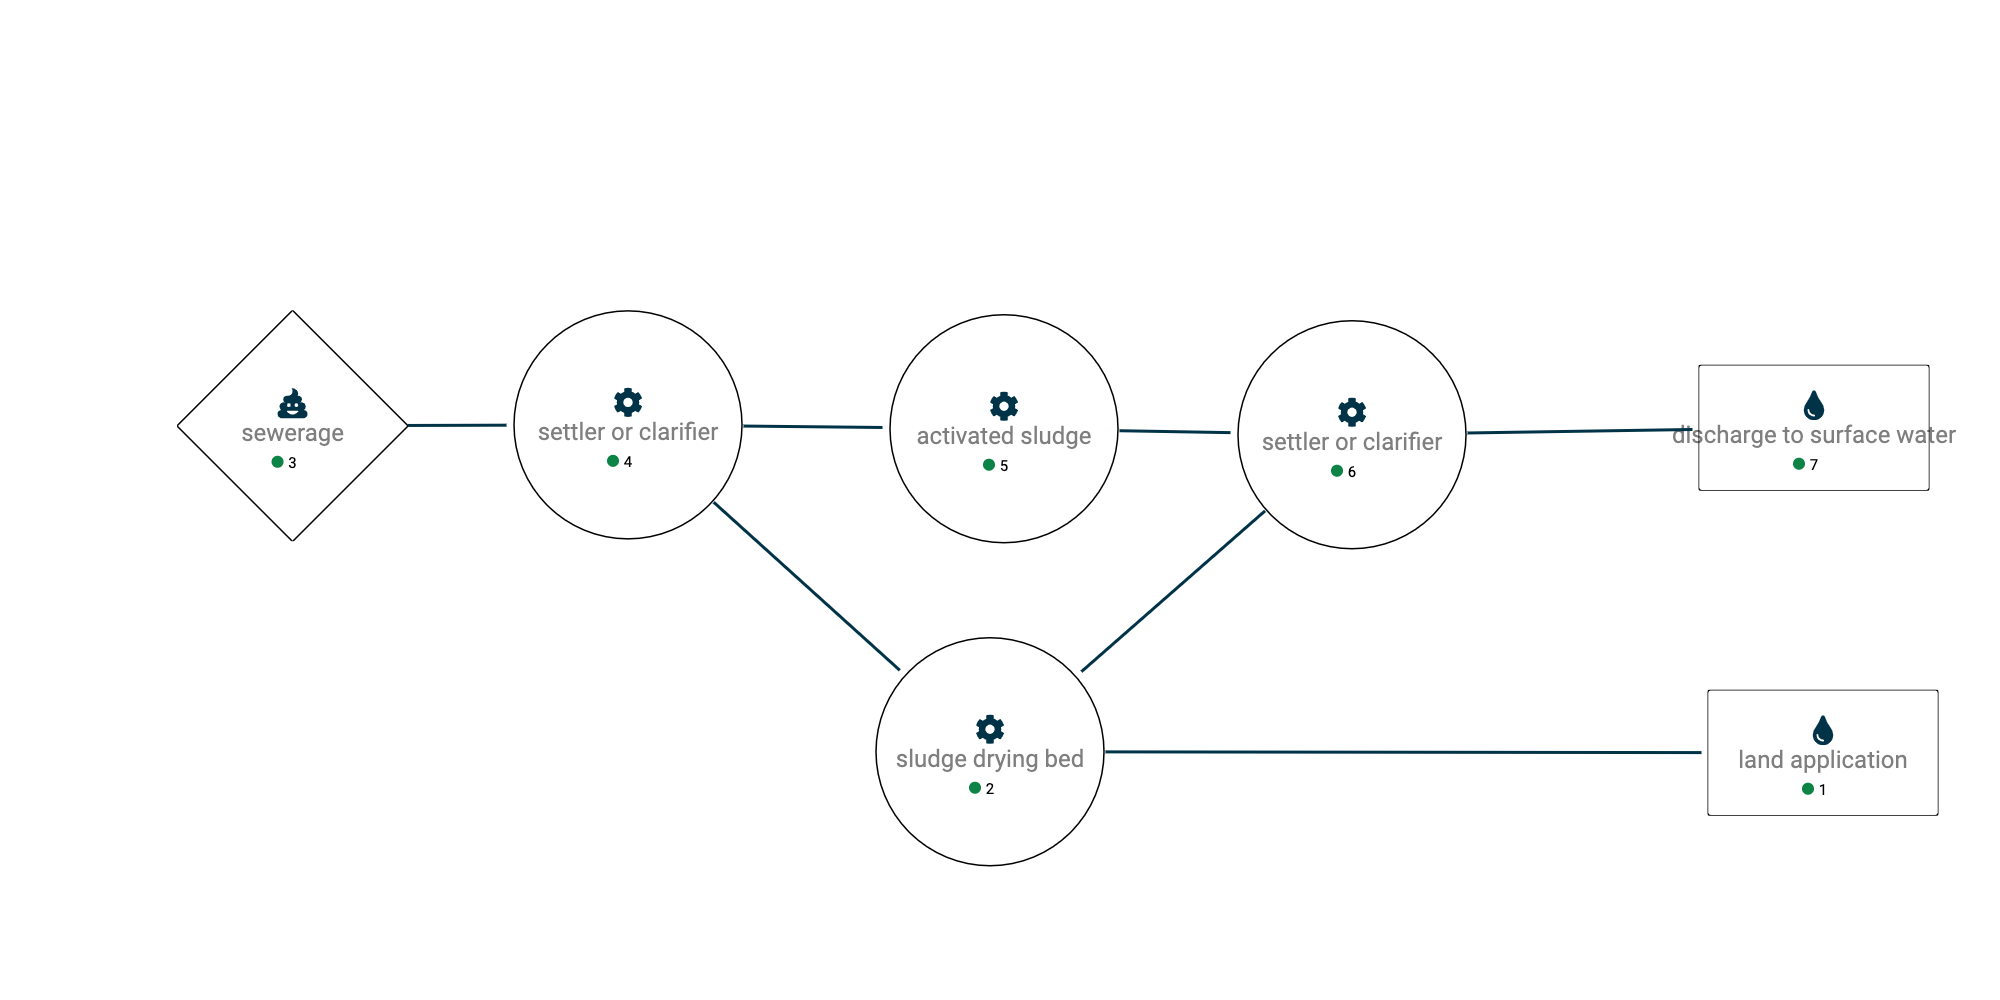 sewerage
3
settler or clarifier
4
activated sludge
5
settler or clarifier
6
discharge to surface water
7
sludge drying bed
2
land application
1